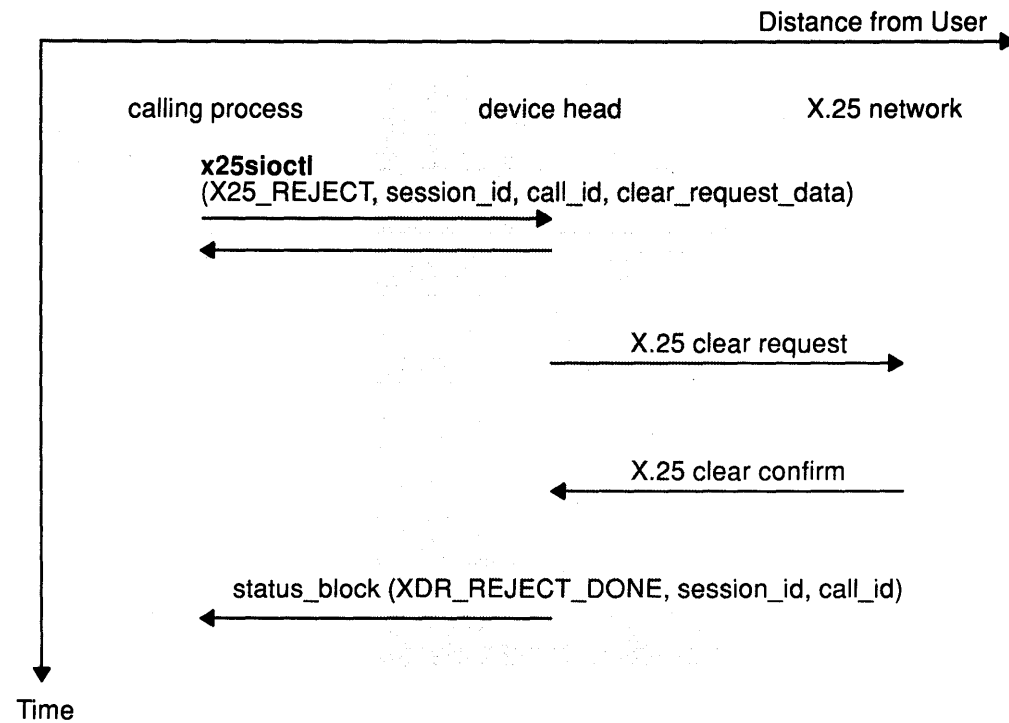 Distance from User
calling process device head X.25 network
x25sioctl
(X25_REJECT, session_id, call_id, clear_request_data)
X.25 clear request
X.25 clear confirm
status_block (XDR_REJECT_DONE, session_id, call_id)
Time